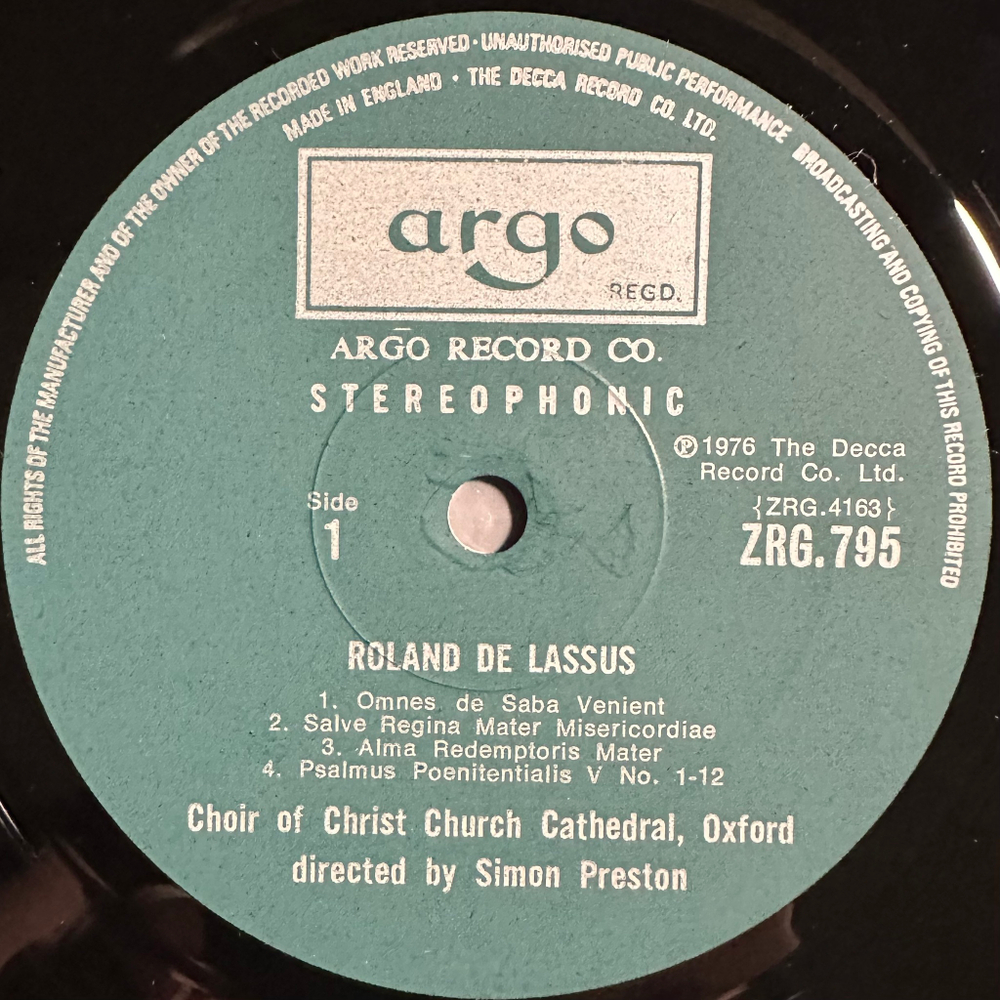 ALL RIGHTS OF THE MANUFACTURER AND OF THE OWNER OF THE RECORDED WORK RESERVED · UNAUTHORISED PUBLIC PERFORMANCE BROADCASTING AND COPYING OF THIS RECORD PROHIBITED
MADE IN ENGLAND · THE DECCA RECORD CO. LTD.
argo
REGD.
ARGO RECORD CO.
STEREOPHONIC
℗ 1976 The Decca
Record Co. Ltd.
Side
1
{ZRG.4163}
ZRG.795
ROLAND DE LASSUS
1. Omnes de Saba Venient
2. Salve Regina Mater Misericordiae
3. Alma Redemptoris Mater
4. Psalmus Poenitentialis V No. 1-12
Choir of Christ Church Cathedral, Oxford
directed by Simon Preston